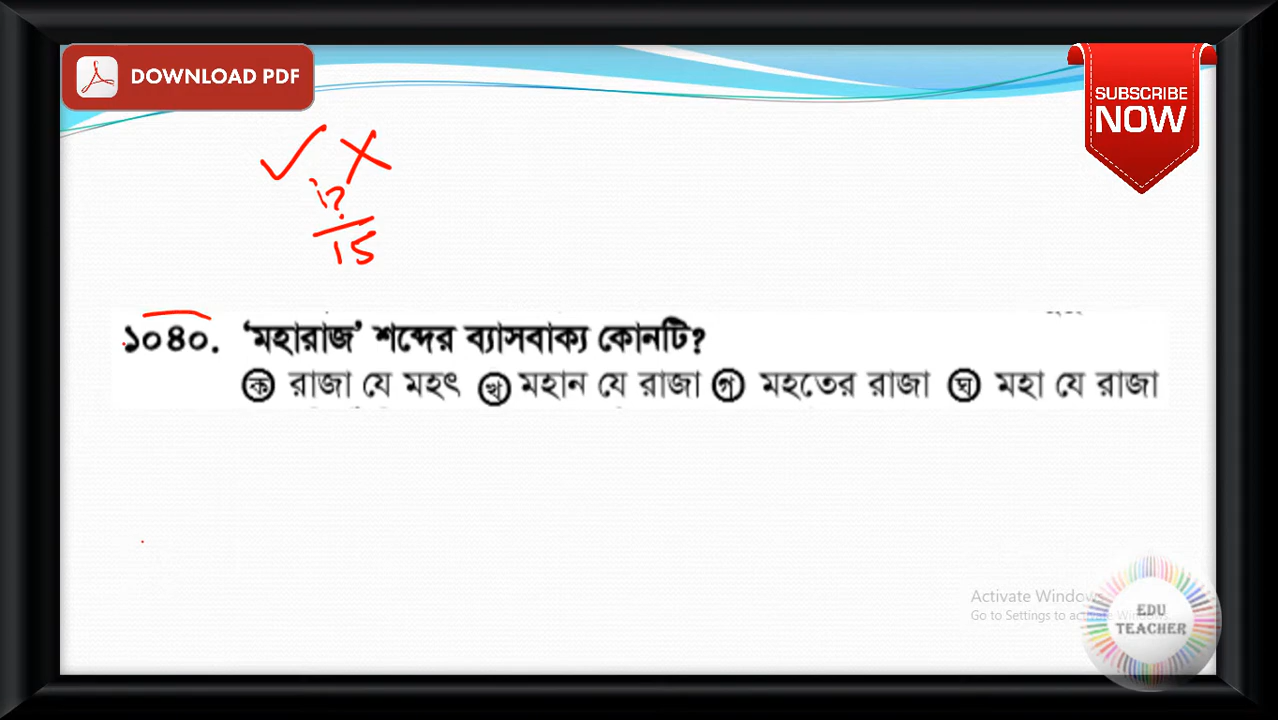 DOWNLOAD PDF
SUBSCRIBE
NOW
15
১০৪০. ‘মহারাজ’ শব্দের ব্যাসবাক্য কোনটি?
ক রাজা যে মহৎ খ মহান যে রাজা গ মহতের রাজা ঘ মহা যে রাজা
Activate Windows
Go to Settings to activate Windows.
EDU
TEACHER